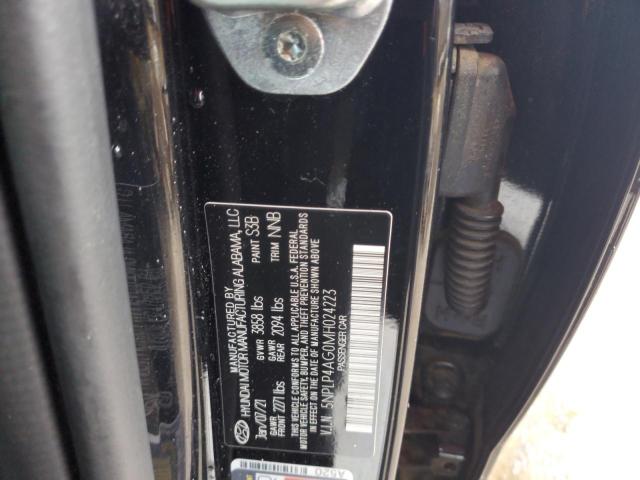 MANUFACTURED BY
HYUNDAI MOTOR MANUFACTURING ALABAMA, LLC
Jan/07/21 GVWR 3858 lbs PAINT S3B
GAWR FRONT 2271 lbs GAWR REAR 2094 lbs TRIM NNB
THIS VEHICLE CONFORMS TO ALL APPLICABLE U.S.A. FEDERAL
MOTOR VEHICLE SAFETY, BUMPER, AND THEFT PREVENTION STANDARDS
IN EFFECT ON THE DATE OF MANUFACTURE SHOWN ABOVE.
V.I.N. 5NPLP4AG0MH024223
PASSENGER CAR
A520